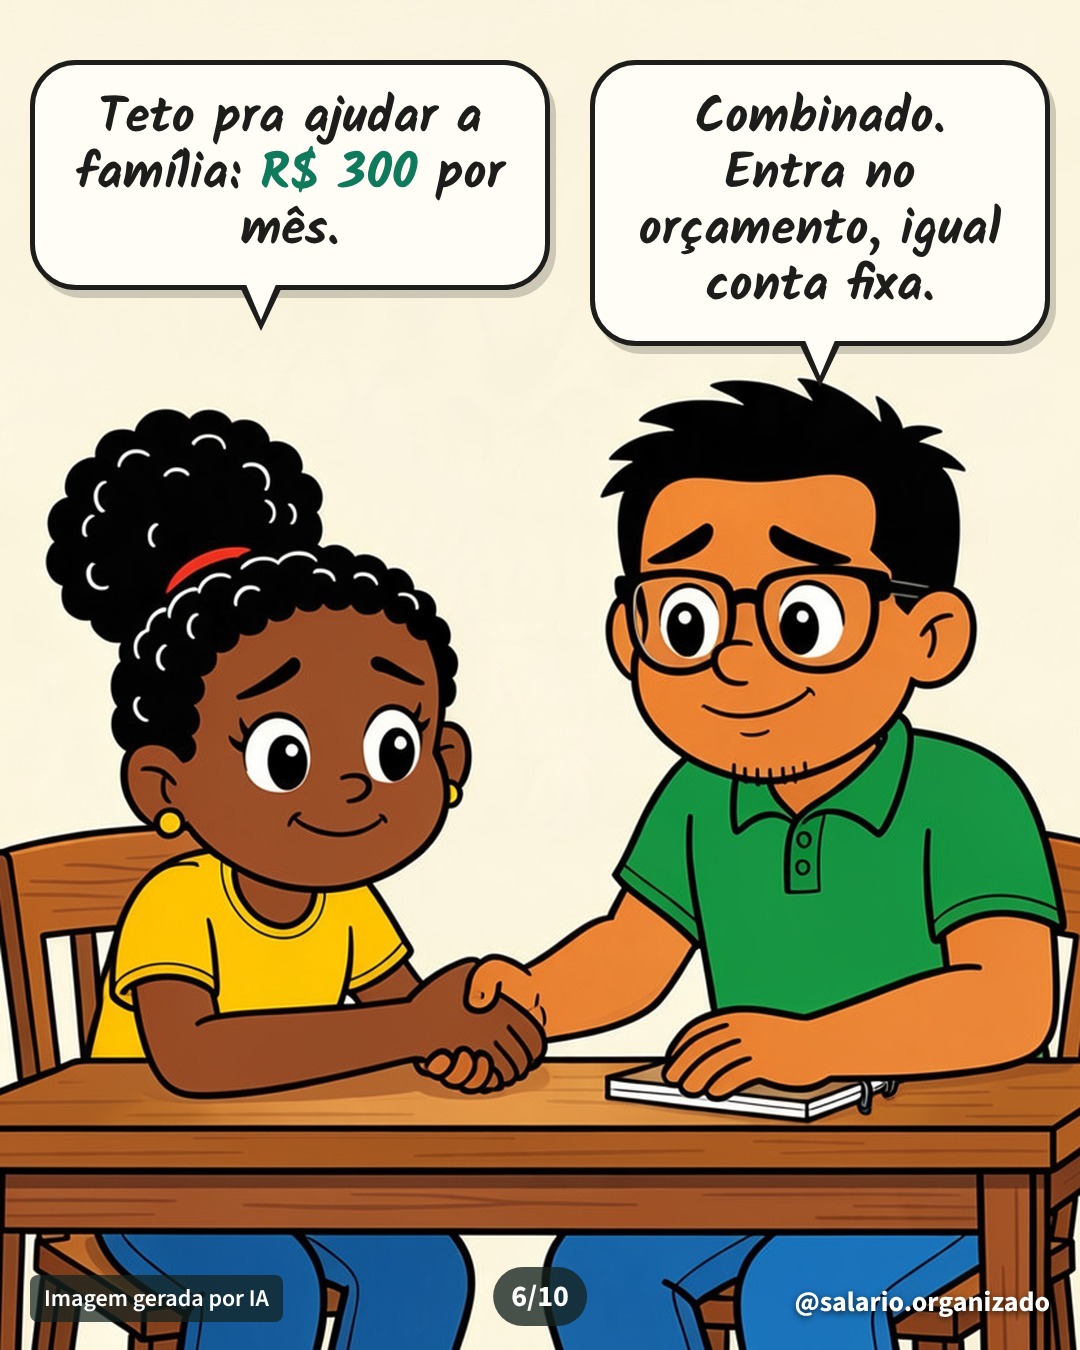 Teto pra ajudar a
família: R$ 300 por
mês.
Combinado.
Entra no
orçamento, igual
conta fixa.
Imagem gerada por IA
6/10
@salario.organizado